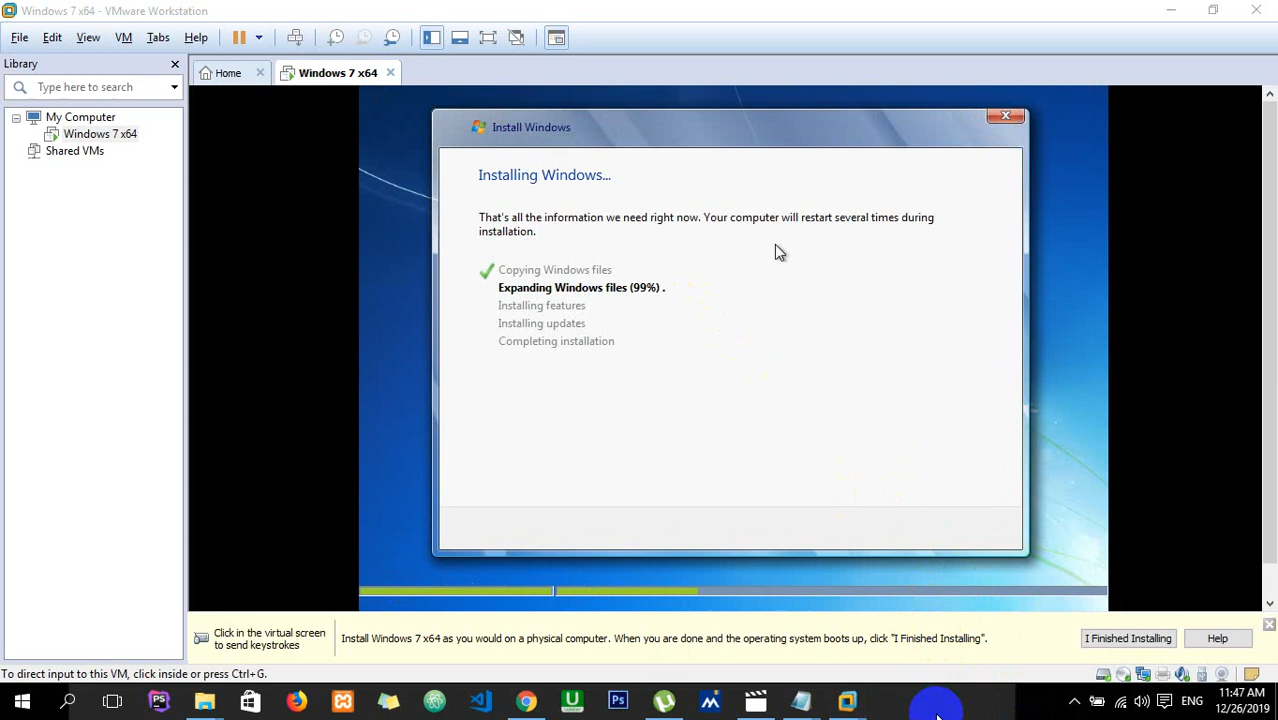 Windows 7 x64 - VMware Workstation
File Edit View VM Tabs Help
Library
Type here to search
My Computer
Windows 7 x64
Shared VMs
Home
Windows 7 x64
Install Windows
Installing Windows...
That's all the information we need right now. Your computer will restart several times during
installation.
Copying Windows files
Expanding Windows files (99%) .
Installing features
Installing updates
Completing installation
Click in the virtual screen
to send keystrokes
Install Windows 7 x64 as you would on a physical computer. When you are done and the operating system boots up, click "I Finished Installing".
I Finished Installing
Help
To direct input to this VM, click inside or press Ctrl+G.
PS
U
Ps
ENG
11:47 AM
12/26/2019